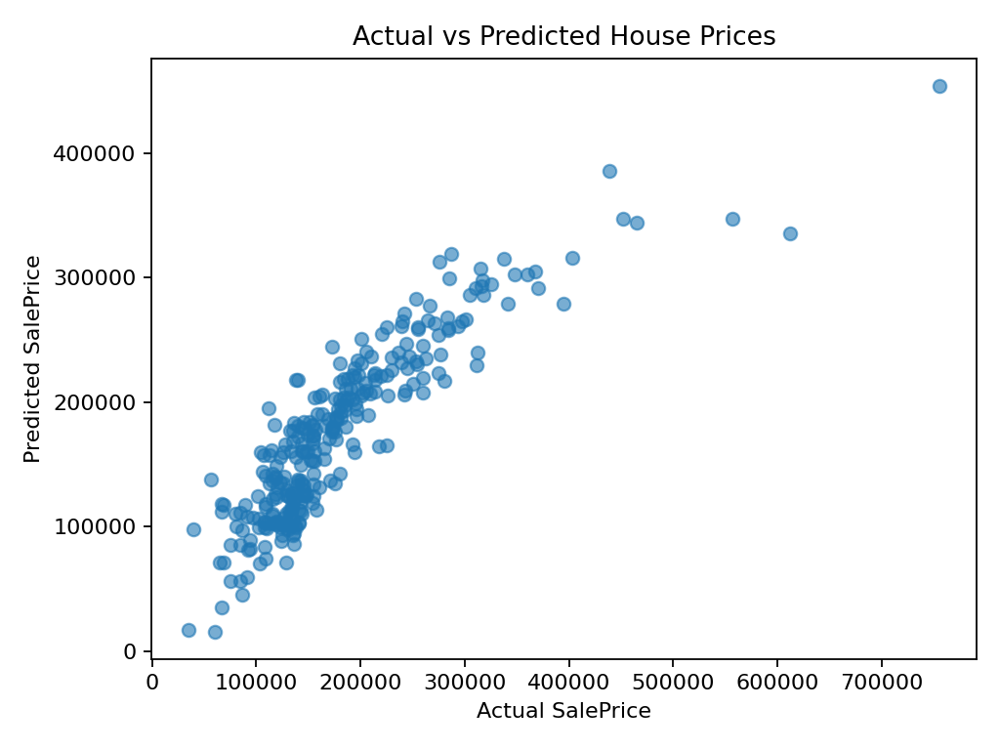 Actual vs Predicted House Prices
400000
300000
200000
100000
0
Predicted SalePrice
0 100000 200000 300000 400000 500000 600000 700000
Actual SalePrice